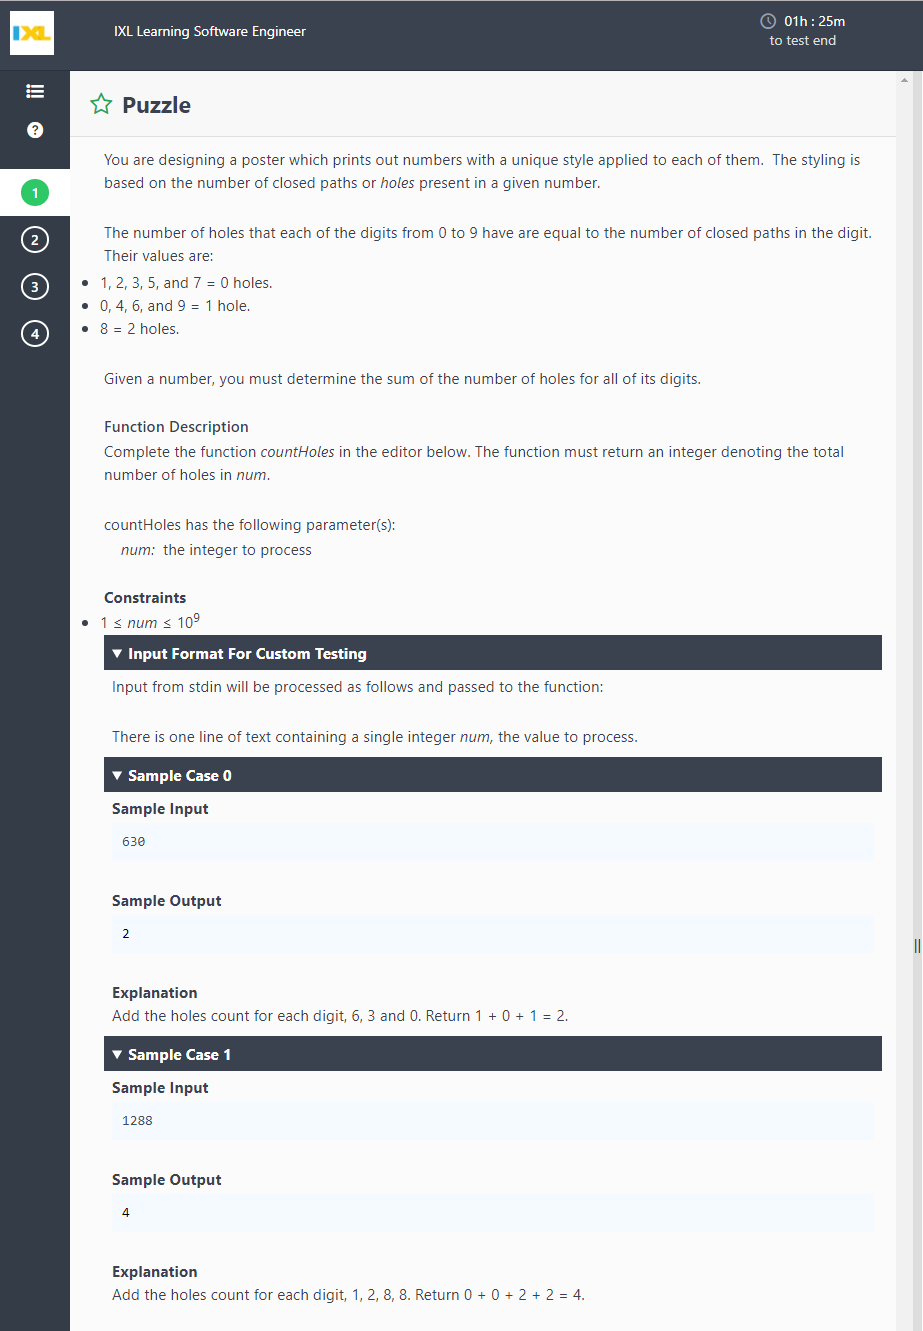 IXL
IXL Learning Software Engineer
01h : 25m
to test end
?
1
2
3
4
Puzzle
You are designing a poster which prints out numbers with a unique style applied to each of them.  The styling is
based on the number of closed paths or holes present in a given number.
The number of holes that each of the digits from 0 to 9 have are equal to the number of closed paths in the digit.
Their values are:
• 1, 2, 3, 5, and 7 = 0 holes.
• 0, 4, 6, and 9 = 1 hole.
• 8 = 2 holes.
Given a number, you must determine the sum of the number of holes for all of its digits.
Function Description
Complete the function countHoles in the editor below. The function must return an integer denoting the total
number of holes in num.
countHoles has the following parameter(s):
num:  the integer to process
Constraints
• 1 ≤ num ≤ 10⁹
▼ Input Format For Custom Testing
Input from stdin will be processed as follows and passed to the function:
There is one line of text containing a single integer num, the value to process.
▼ Sample Case 0
Sample Input
630
Sample Output
2
Explanation
Add the holes count for each digit, 6, 3 and 0. Return 1 + 0 + 1 = 2.
▼ Sample Case 1
Sample Input
1288
Sample Output
4
Explanation
Add the holes count for each digit, 1, 2, 8, 8. Return 0 + 0 + 2 + 2 = 4.